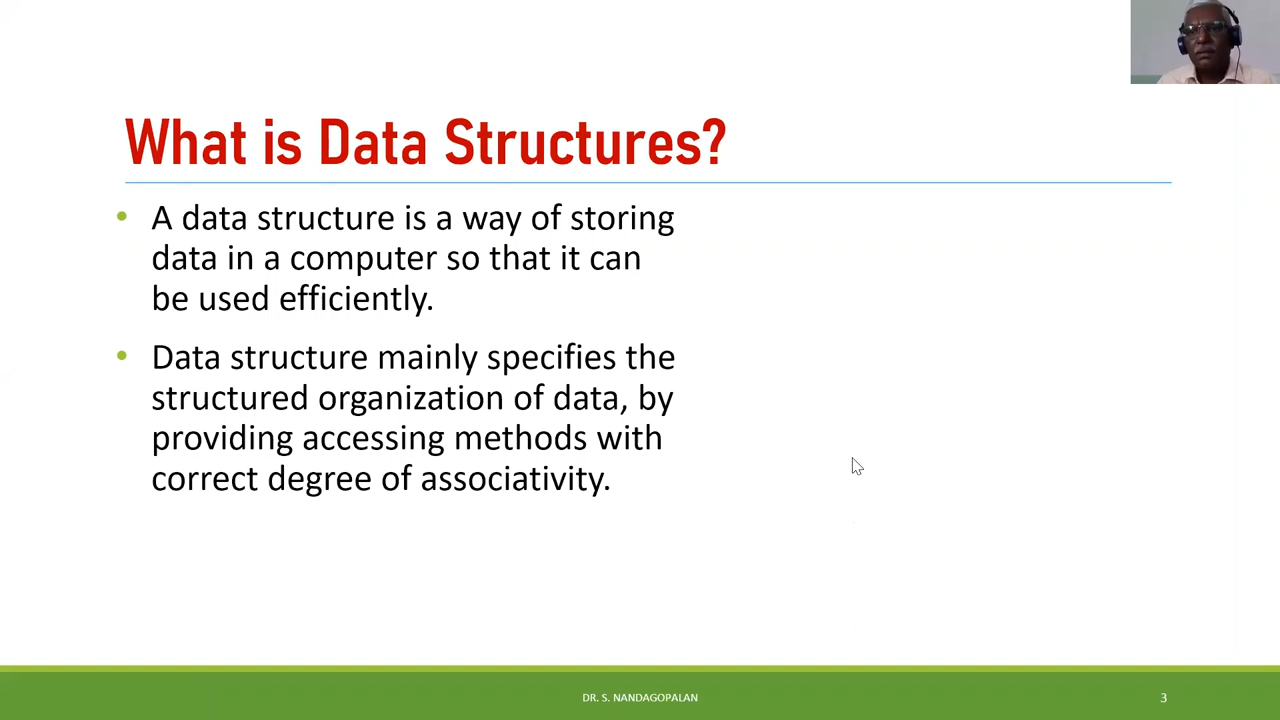 What is Data Structures?
• A data structure is a way of storing
data in a computer so that it can
be used efficiently.
• Data structure mainly specifies the
structured organization of data, by
providing accessing methods with
correct degree of associativity.
DR. S. NANDAGOPALAN
3